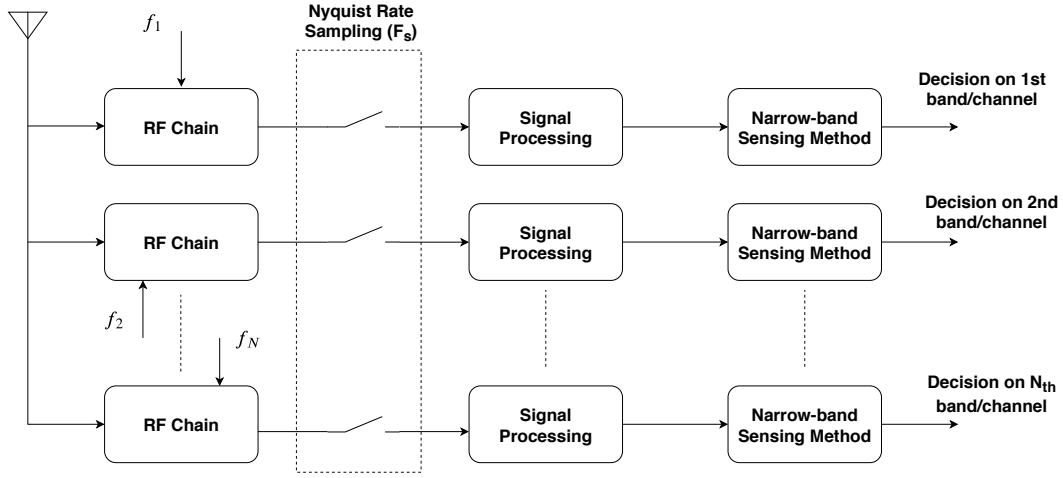 Nyquist Rate
Sampling (Fs)
f1
RF Chain
Signal
Processing
Narrow-band
Sensing Method
Decision on 1st
band/channel
RF Chain
Signal
Processing
Narrow-band
Sensing Method
Decision on 2nd
band/channel
f2
fN
RF Chain
Signal
Processing
Narrow-band
Sensing Method
Decision on Nth
band/channel